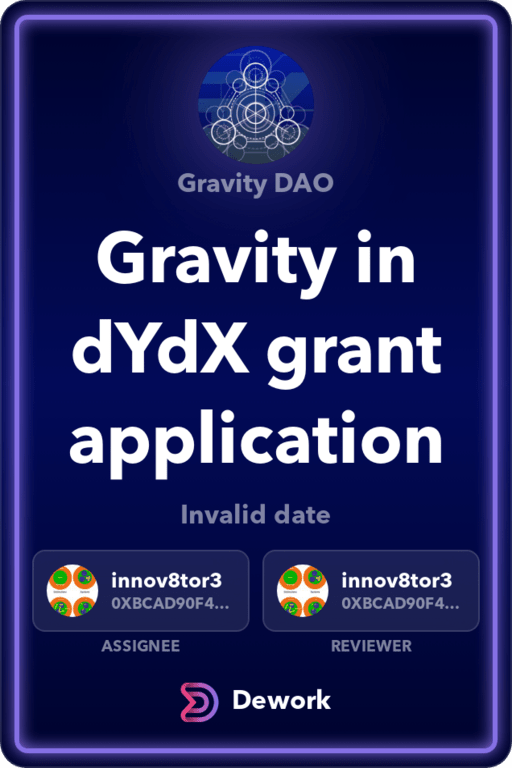 Gravity DAO
Gravity in
dYdX grant
application
Invalid date
innov8tor3
0XBCAD90F4...
ASSIGNEE
innov8tor3
0XBCAD90F4...
REVIEWER
Dework